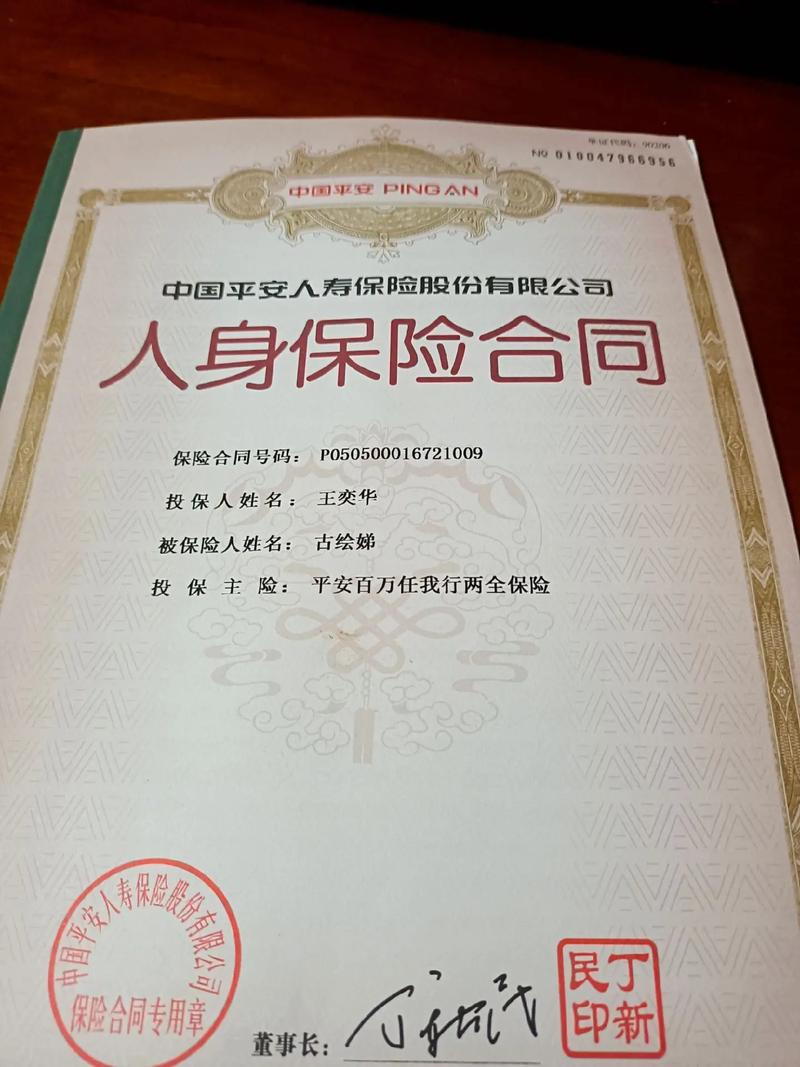 单证代码：90206
№ 010047966956
中国平安 PING AN
中国平安人寿保险股份有限公司
人身保险合同
保险合同号码： P050500016721009
投保人姓名： 王奕华
被保险人姓名： 古绘娣
投保主险： 平安百万任我行两全保险
中国平安人寿保险股份有限公司
保险合同专用章
董事长：
丁新民印